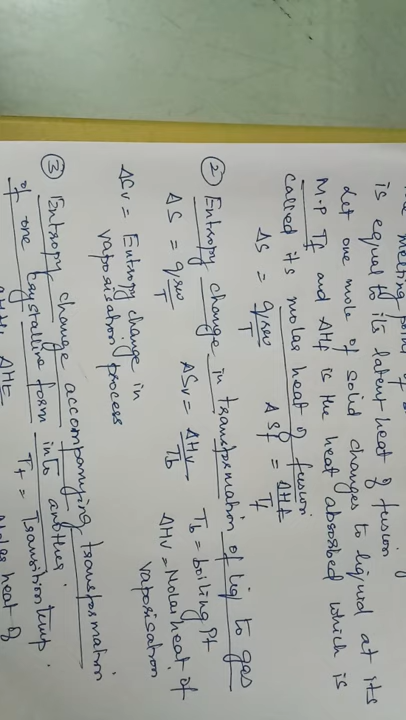 melting point of
is equal to its latent heat of fusion
Let one mole of solid changes to liquid at its
M.P Tf and ΔHf is the heat absorbed which is
called its molar heat of fusion
ΔS = qrev/T ΔSf = ΔHf/Tf
② Entropy change in transformation of liq to gas
ΔS = qrev/T ΔSv = ΔHv/Tb Tb = boiling Pt
ΔHv = Molar heat of
vaporisation
ΔSv = Entropy change in
vaporisation process
③ Entropy change accompanying transformation
of one crystalline form into another.
Tt = Transition temp.
Molar heat of